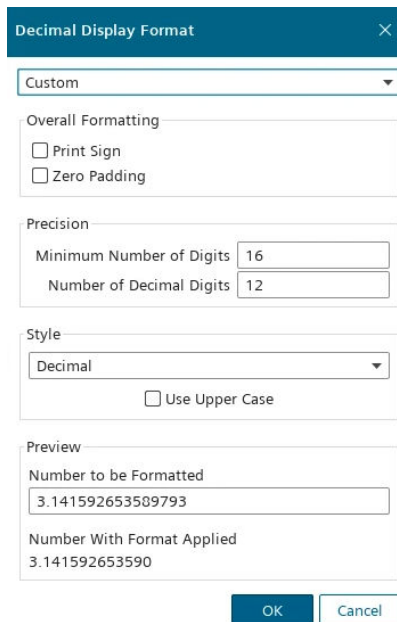 Decimal Display Format
Custom
Overall Formatting
Print Sign
Zero Padding
Precision
Minimum Number of Digits 16
Number of Decimal Digits 12
Style
Decimal
Use Upper Case
Preview
Number to be Formatted
3.141592653589793
Number With Format Applied
3.141592653590
OK Cancel